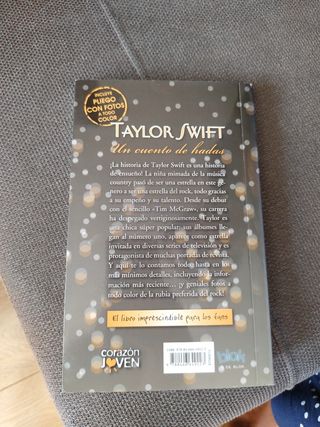 INCLUYE
PLIEGO
CON FOTOS
A TODO
COLOR
TAYLOR SWIFT
Un cuento de hadas
¡La historia de Taylor Swift es una historia
de ensueño! La niña mimada de la música
country pasó de ser una estrella en este gé-
nero a ser una estrella del rock, todo gracias
a su empeño y su talento. Desde su debut
con el sencillo «Tim McGraw», su carrera
ha despegado vertiginosamente. Taylor es
una chica súper popular: sus álbumes lle-
gan al número uno, aparece como estrella
invitada en diversas series de televisión y es
protagonista de muchas portadas de revista.
Y aquí te lo contamos todo, hasta en los
más mínimos detalles, incluyendo la infor-
mación más reciente... ¡y geniales fotos a
todo color de la rubia preferida del rock!
El libro imprescindible para los fans
corazón
JOVEN
blok
DE BLOK